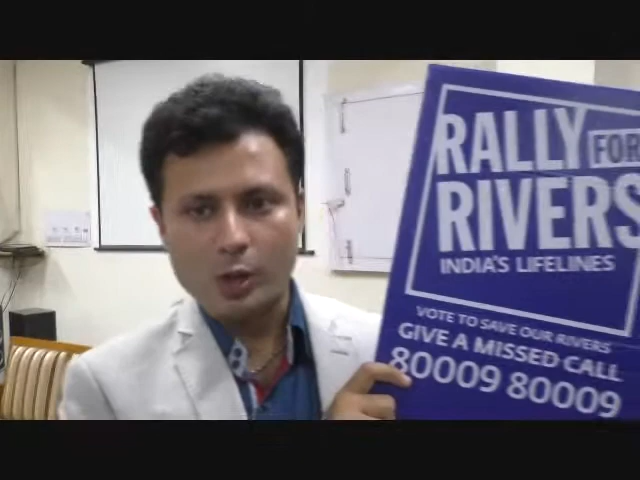 RALLY FOR
RIVERS
INDIA'S LIFELINES
VOTE TO SAVE OUR RIVERS
GIVE A MISSED CALL
80009 80009